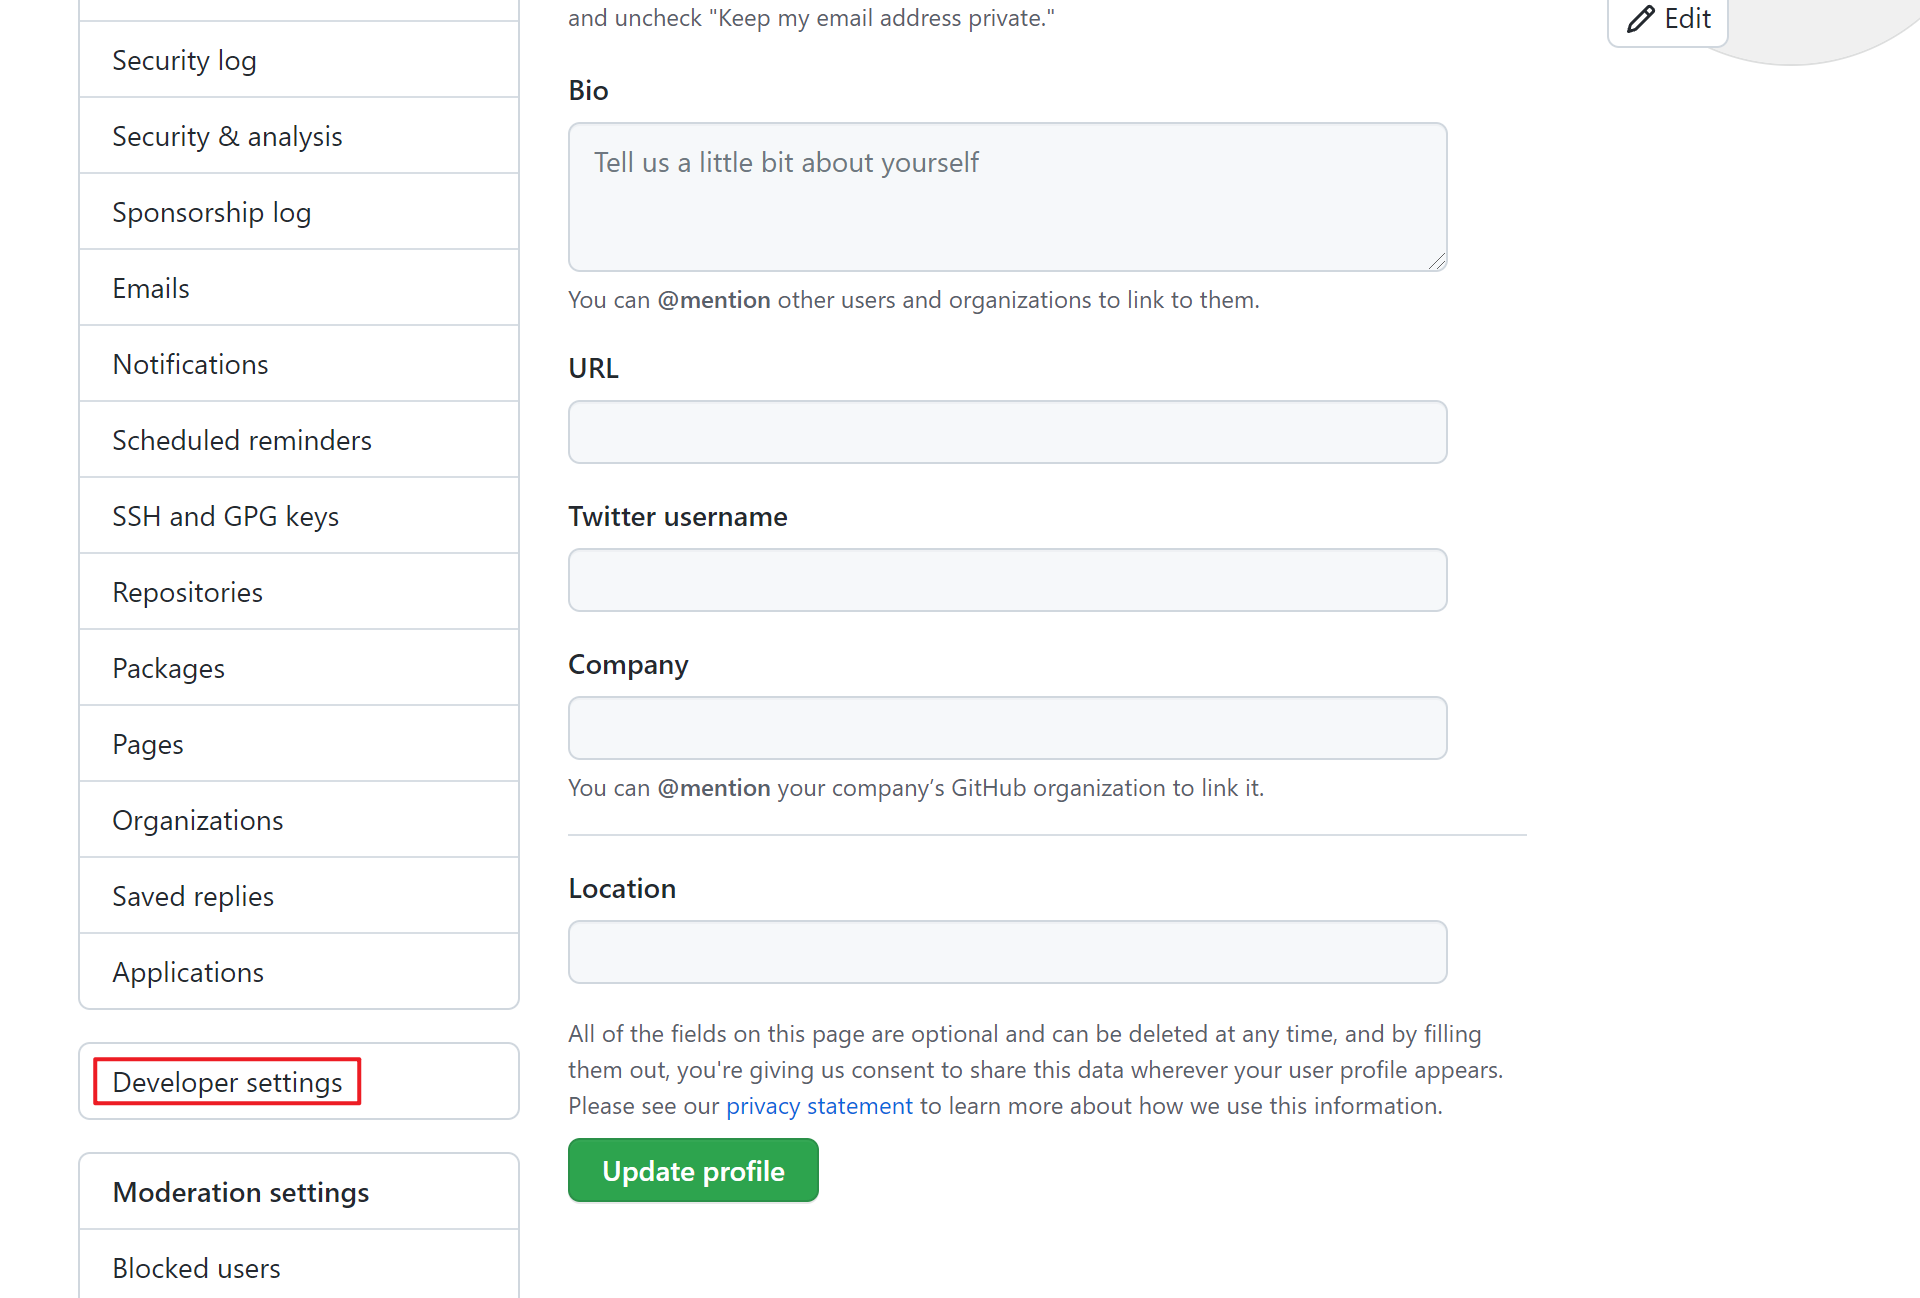 Security log
Security & analysis
Sponsorship log
Emails
Notifications
Scheduled reminders
SSH and GPG keys
Repositories
Packages
Pages
Organizations
Saved replies
Applications
Developer settings
Moderation settings
Blocked users
and uncheck "Keep my email address private."
Bio
Tell us a little bit about yourself
You can @mention other users and organizations to link to them.
URL
Twitter username
Company
You can @mention your company’s GitHub organization to link it.
Location
All of the fields on this page are optional and can be deleted at any time, and by filling
them out, you're giving us consent to share this data wherever your user profile appears.
Please see our privacy statement to learn more about how we use this information.
Update profile
Edit